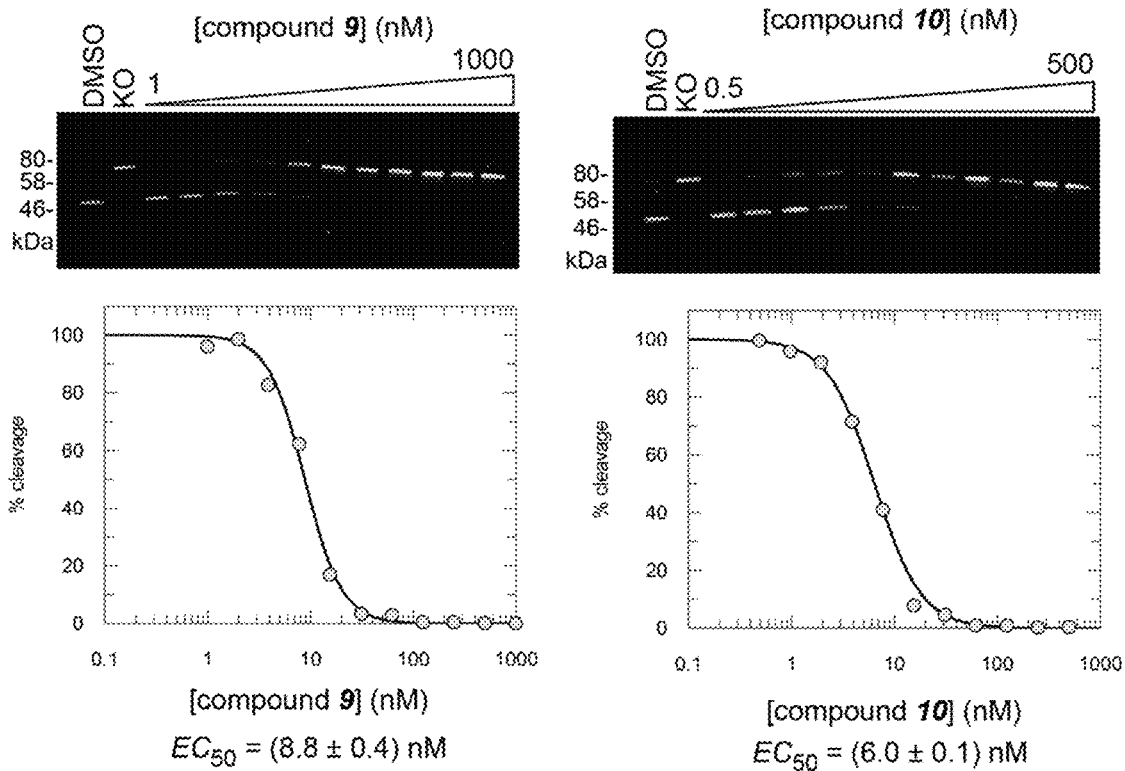 [compound 9] (nM)
DMSO
KO
1
1000
80-
58-
46-
kDa
100
80
60
40
20
0
% cleavage
0.1
1
10
100
1000
[compound 9] (nM)
EC50 = (8.8 ± 0.4) nM
[compound 10] (nM)
DMSO
KO
0.5
500
80-
58-
46-
kDa
100
80
60
40
20
0
% cleavage
0.1
1
10
100
1000
[compound 10] (nM)
EC50 = (6.0 ± 0.1) nM